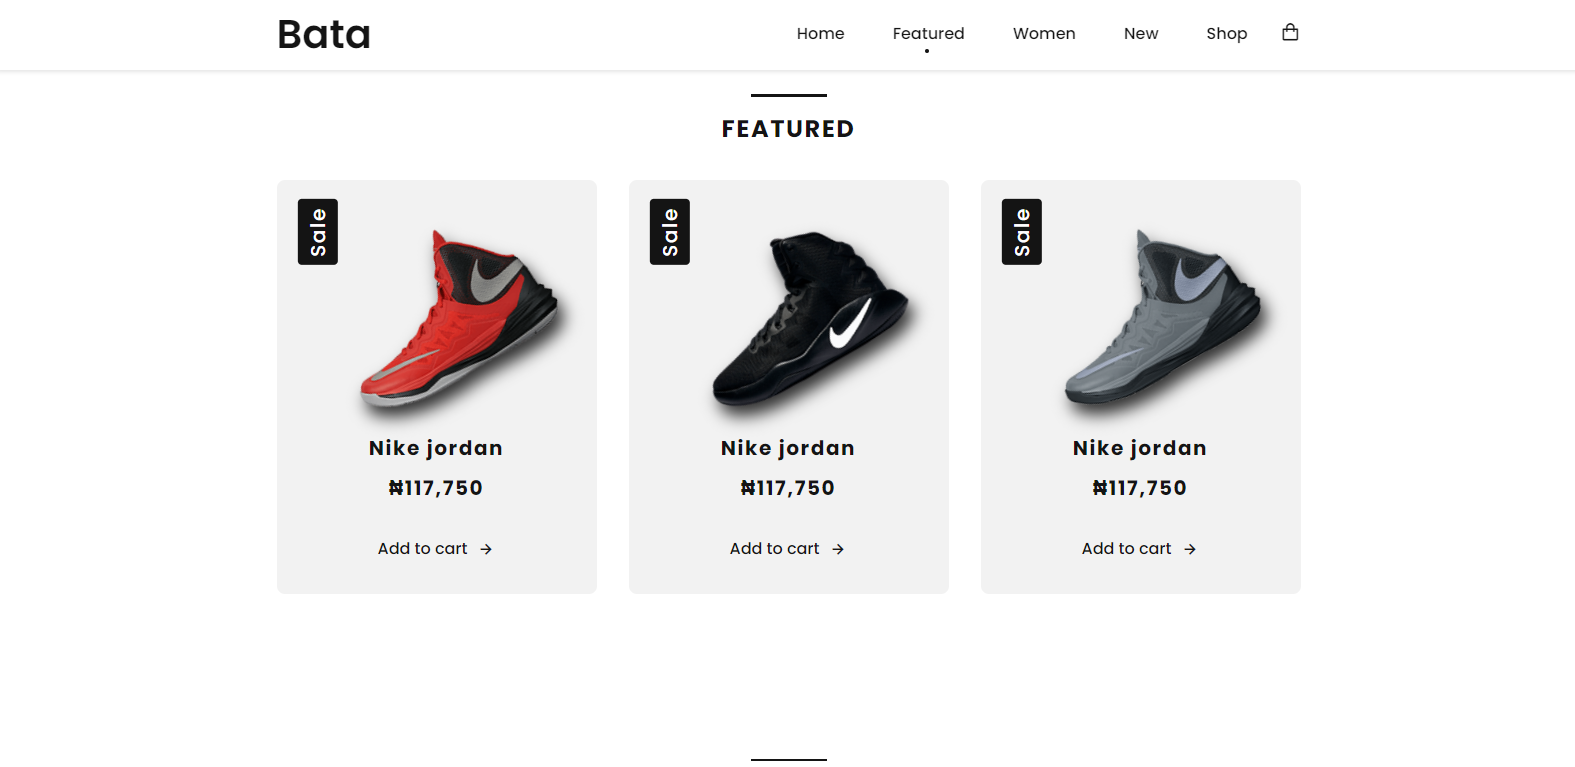 Bata
Home Featured Women New Shop
FEATURED
Sale Sale Sale
Nike jordan Nike jordan Nike jordan
₦117,750 ₦117,750 ₦117,750
Add to cart → Add to cart → Add to cart →